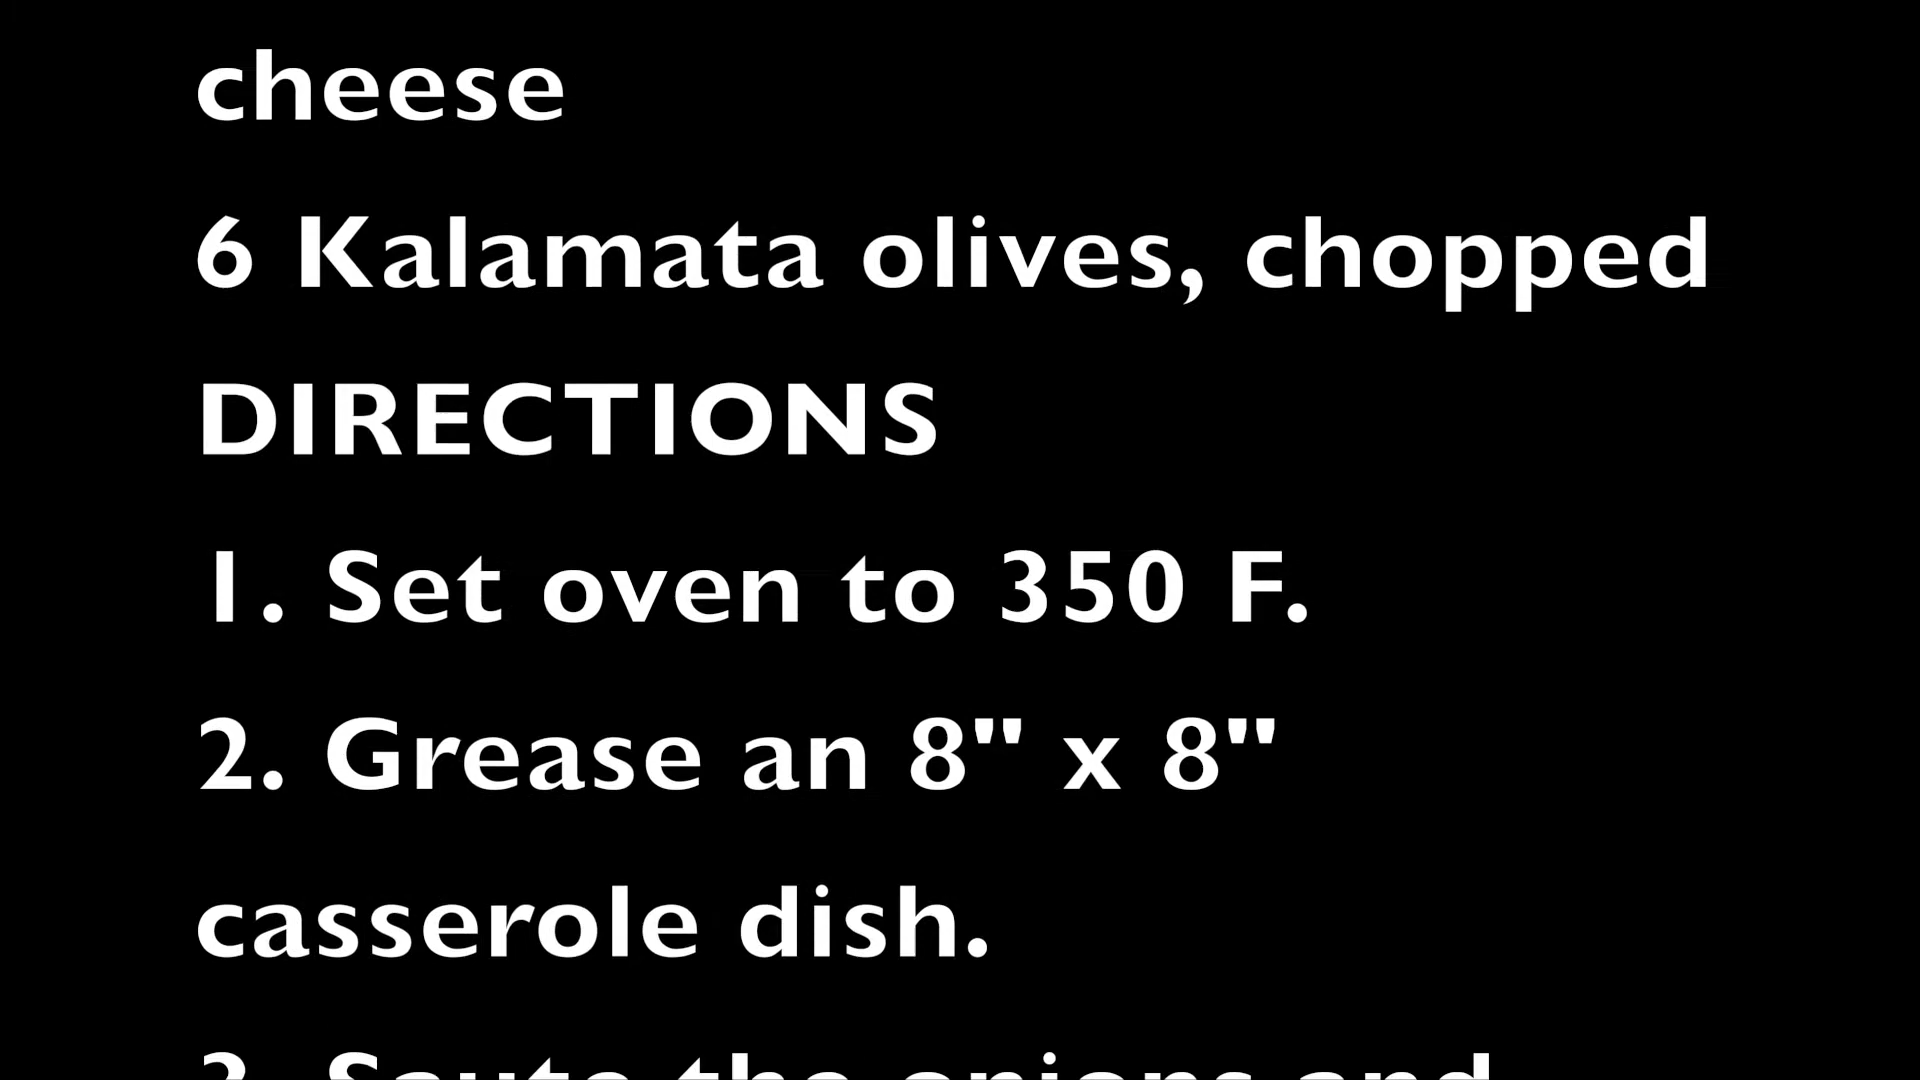 cheese
6 Kalamata olives, chopped
DIRECTIONS
1. Set oven to 350 F.
2. Grease an 8" x 8"
casserole dish.
3. Saute the onions and